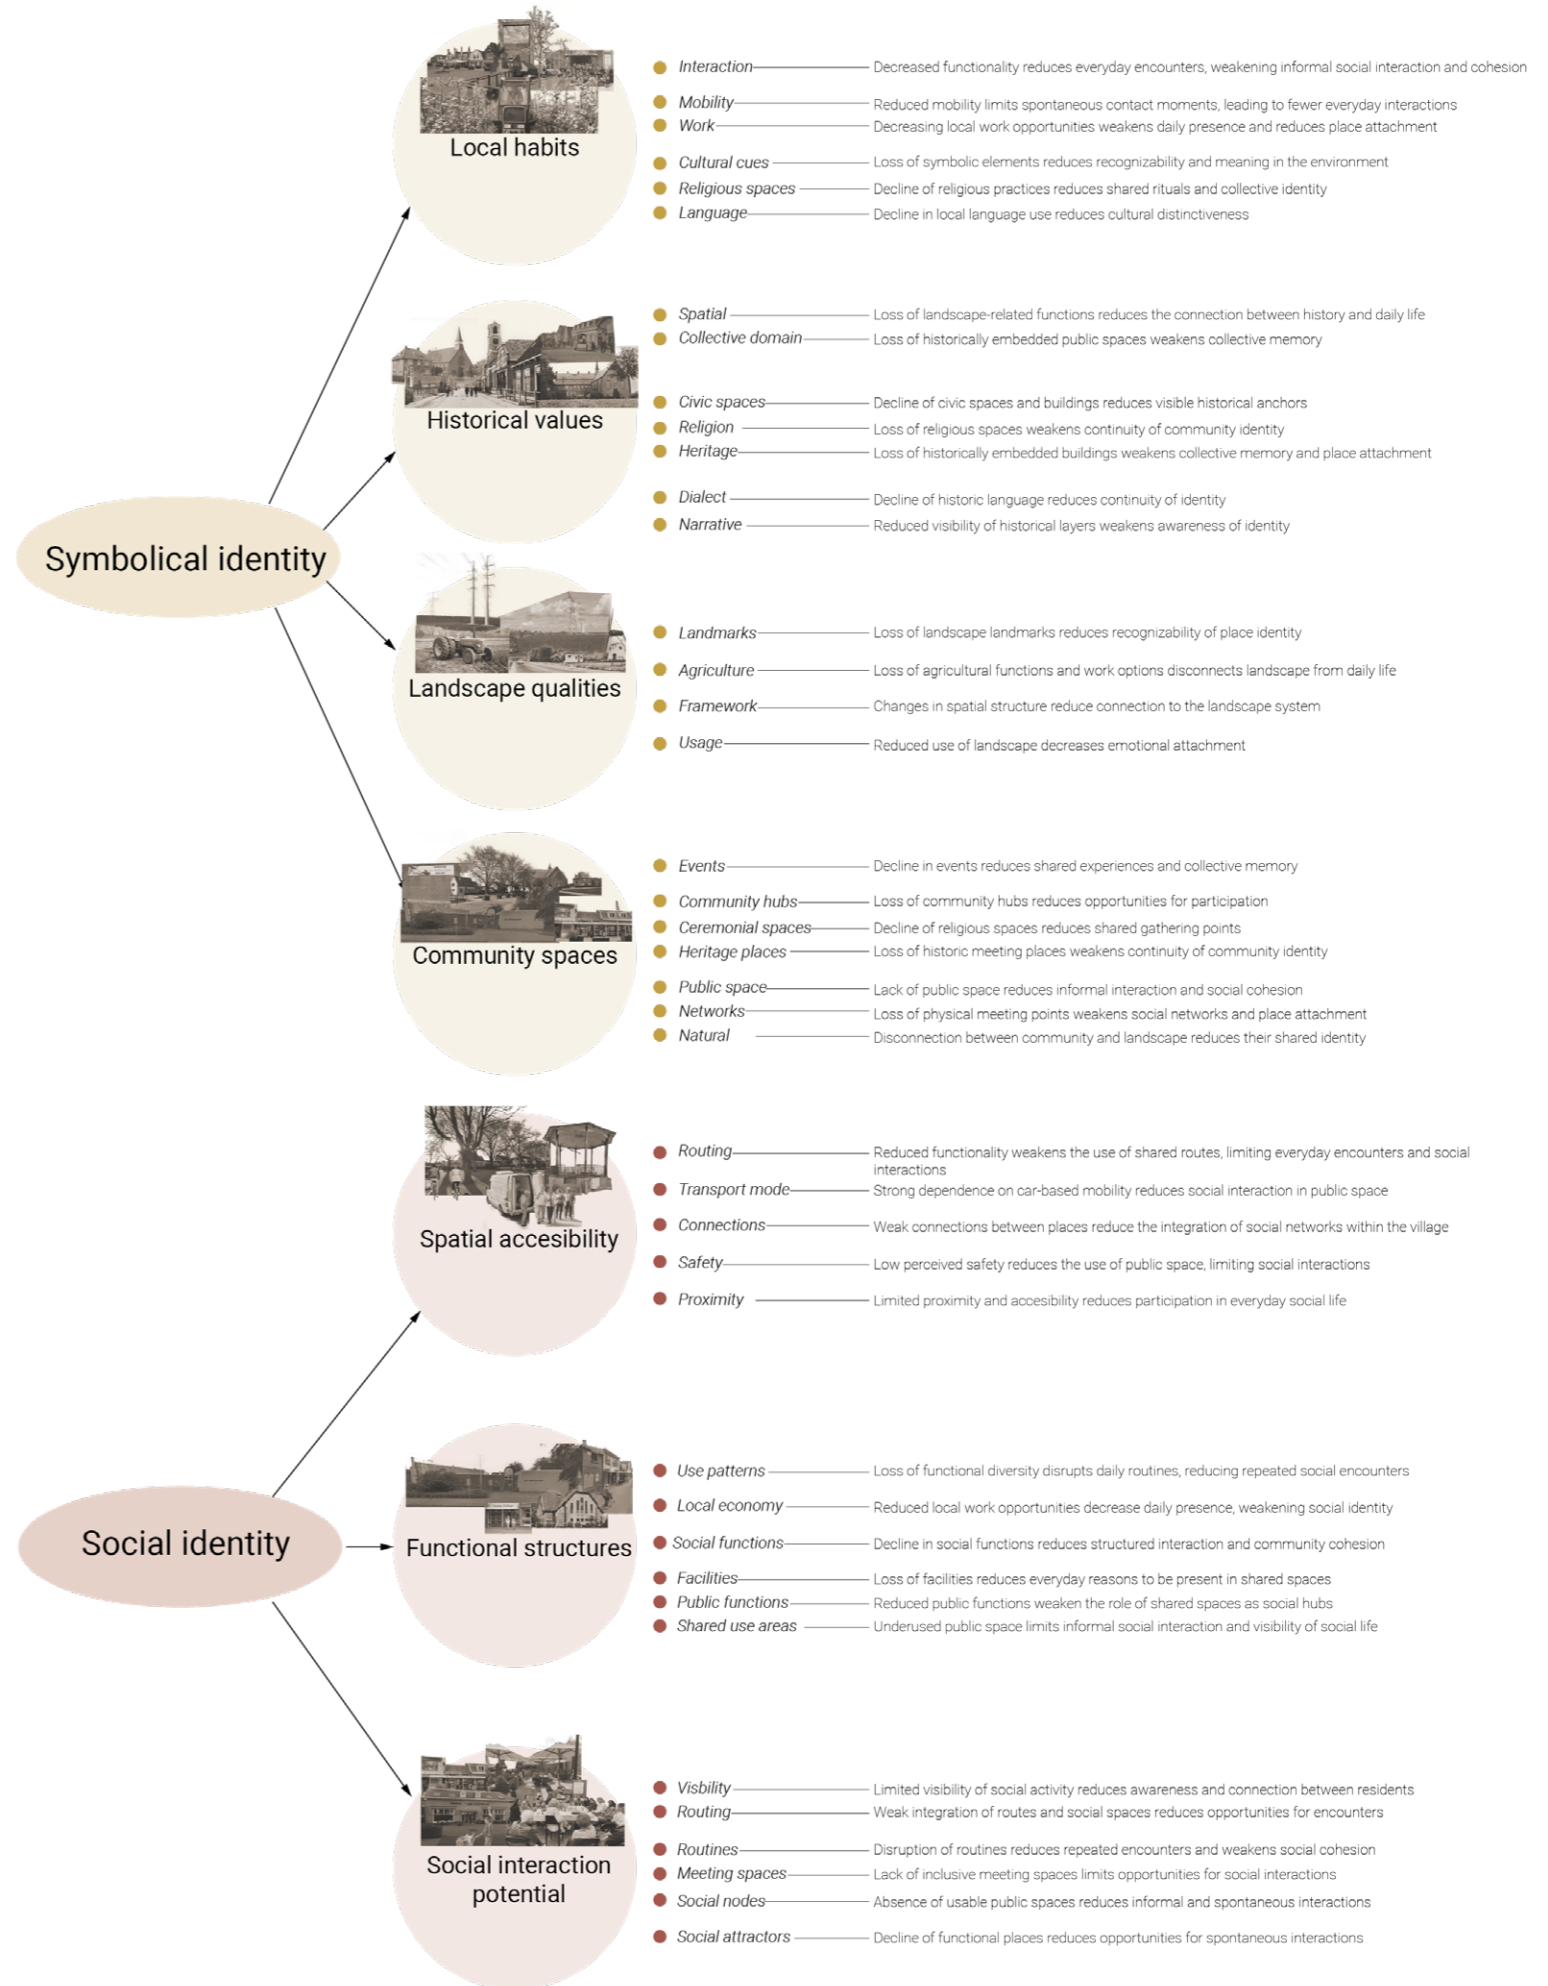 Local habits
Interaction
Decreased functionality reduces everyday encounters, weakening informal social interaction and cohesion
Mobility
Reduced mobility limits spontaneous contact moments, leading to fewer everyday interactions
Work
Decreasing local work opportunities weakens daily presence and reduces place attachment
Cultural cues
Loss of symbolic elements reduces recognizability and meaning in the environment
Religious spaces
Decline of religious practices reduces shared rituals and collective identity
Language
Decline in local language use reduces cultural distinctiveness
Symbolical identity
Historical values
Spatial
Loss of landscape-related functions reduces the connection between history and daily life
Collective domain
Loss of historically embedded public spaces weakens collective memory
Civic spaces
Decline of civic spaces and buildings reduces visible historical anchors
Religion
Loss of religious spaces weakens continuity of community identity
Heritage
Loss of historically embedded buildings weakens collective memory and place attachment
Dialect
Decline of historic language reduces continuity of identity
Narrative
Reduced visibility of historical layers weakens awareness of identity
Landscape qualities
Landmarks
Loss of landscape landmarks reduces recognizability of place identity
Agriculture
Loss of agricultural functions and work options disconnects landscape from daily life
Framework
Changes in spatial structure reduce connection to the landscape system
Usage
Reduced use of landscape decreases emotional attachment
Community spaces
Events
Decline in events reduces shared experiences and collective memory
Community hubs
Loss of community hubs reduces opportunities for participation
Ceremonial spaces
Decline of religious spaces reduces shared gathering points
Heritage places
Loss of historic meeting places weakens continuity of community identity
Public space
Lack of public space reduces informal interaction and social cohesion
Networks
Loss of physical meeting points weakens social networks and place attachment
Natural
Disconnection between community and landscape reduces their shared identity
Spatial accesibility
Routing
Reduced functionality weakens the use of shared routes, limiting everyday encounters and social
interactions
Transport mode
Strong dependence on car-based mobility reduces social interaction in public space
Connections
Weak connections between places reduce the integration of social networks within the village
Safety
Low perceived safety reduces the use of public space, limiting social interactions
Proximity
Limited proximity and accesibility reduces participation in everyday social life
Social identity
Functional structures
Use patterns
Loss of functional diversity disrupts daily routines, reducing repeated social encounters
Local economy
Reduced local work opportunities decrease daily presence, weakening social identity
Social functions
Decline in social functions reduces structured interaction and community cohesion
Facilities
Loss of facilities reduces everyday reasons to be present in shared spaces
Public functions
Reduced public functions weaken the role of shared spaces as social hubs
Shared use areas
Underused public space limits informal social interaction and visibility of social life
Social interaction
potential
Visbility
Limited visibility of social activity reduces awareness and connection between residents
Routing
Weak integration of routes and social spaces reduces opportunities for encounters
Routines
Disruption of routines reduces repeated encounters and weakens social cohesion
Meeting spaces
Lack of inclusive meeting spaces limits opportunities for social interactions
Social nodes
Absence of usable public spaces reduces informal and spontaneous interactions
Social attractors
Decline of functional places reduces opportunities for spontaneous interactions